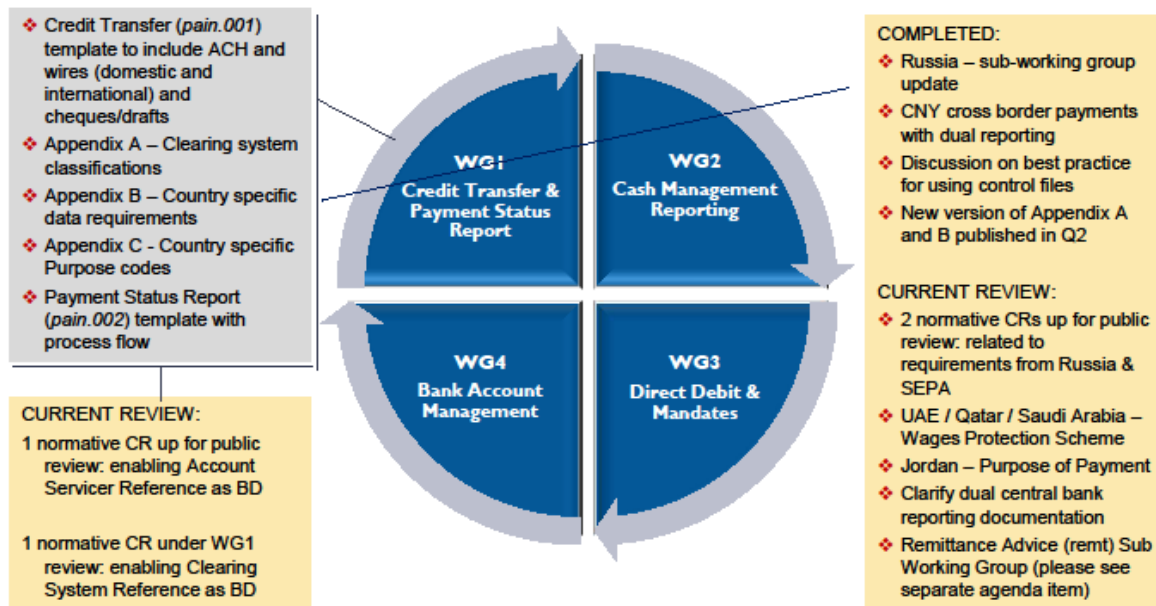 ❖ Credit Transfer (pain.001)
template to include ACH and
wires (domestic and
international) and
cheques/drafts
❖ Appendix A – Clearing system
classifications
❖ Appendix B – Country specific
data requirements
❖ Appendix C - Country specific
Purpose codes
❖ Payment Status Report
(pain.002) template with
process flow
CURRENT REVIEW:
1 normative CR up for public
review: enabling Account
Servicer Reference as BD
1 normative CR under WG1
review: enabling Clearing
System Reference as BD
WG1
Credit Transfer &
Payment Status
Report
WG2
Cash Management
Reporting
WG4
Bank Account
Management
WG3
Direct Debit &
Mandates
COMPLETED:
❖ Russia – sub-working group
update
❖ CNY cross border payments
with dual reporting
❖ Discussion on best practice
for using control files
❖ New version of Appendix A
and B published in Q2
CURRENT REVIEW:
❖ 2 normative CRs up for public
review: related to
requirements from Russia &
SEPA
❖ UAE / Qatar / Saudi Arabia –
Wages Protection Scheme
❖ Jordan – Purpose of Payment
❖ Clarify dual central bank
reporting documentation
❖ Remittance Advice (remt) Sub
Working Group (please see
separate agenda item)